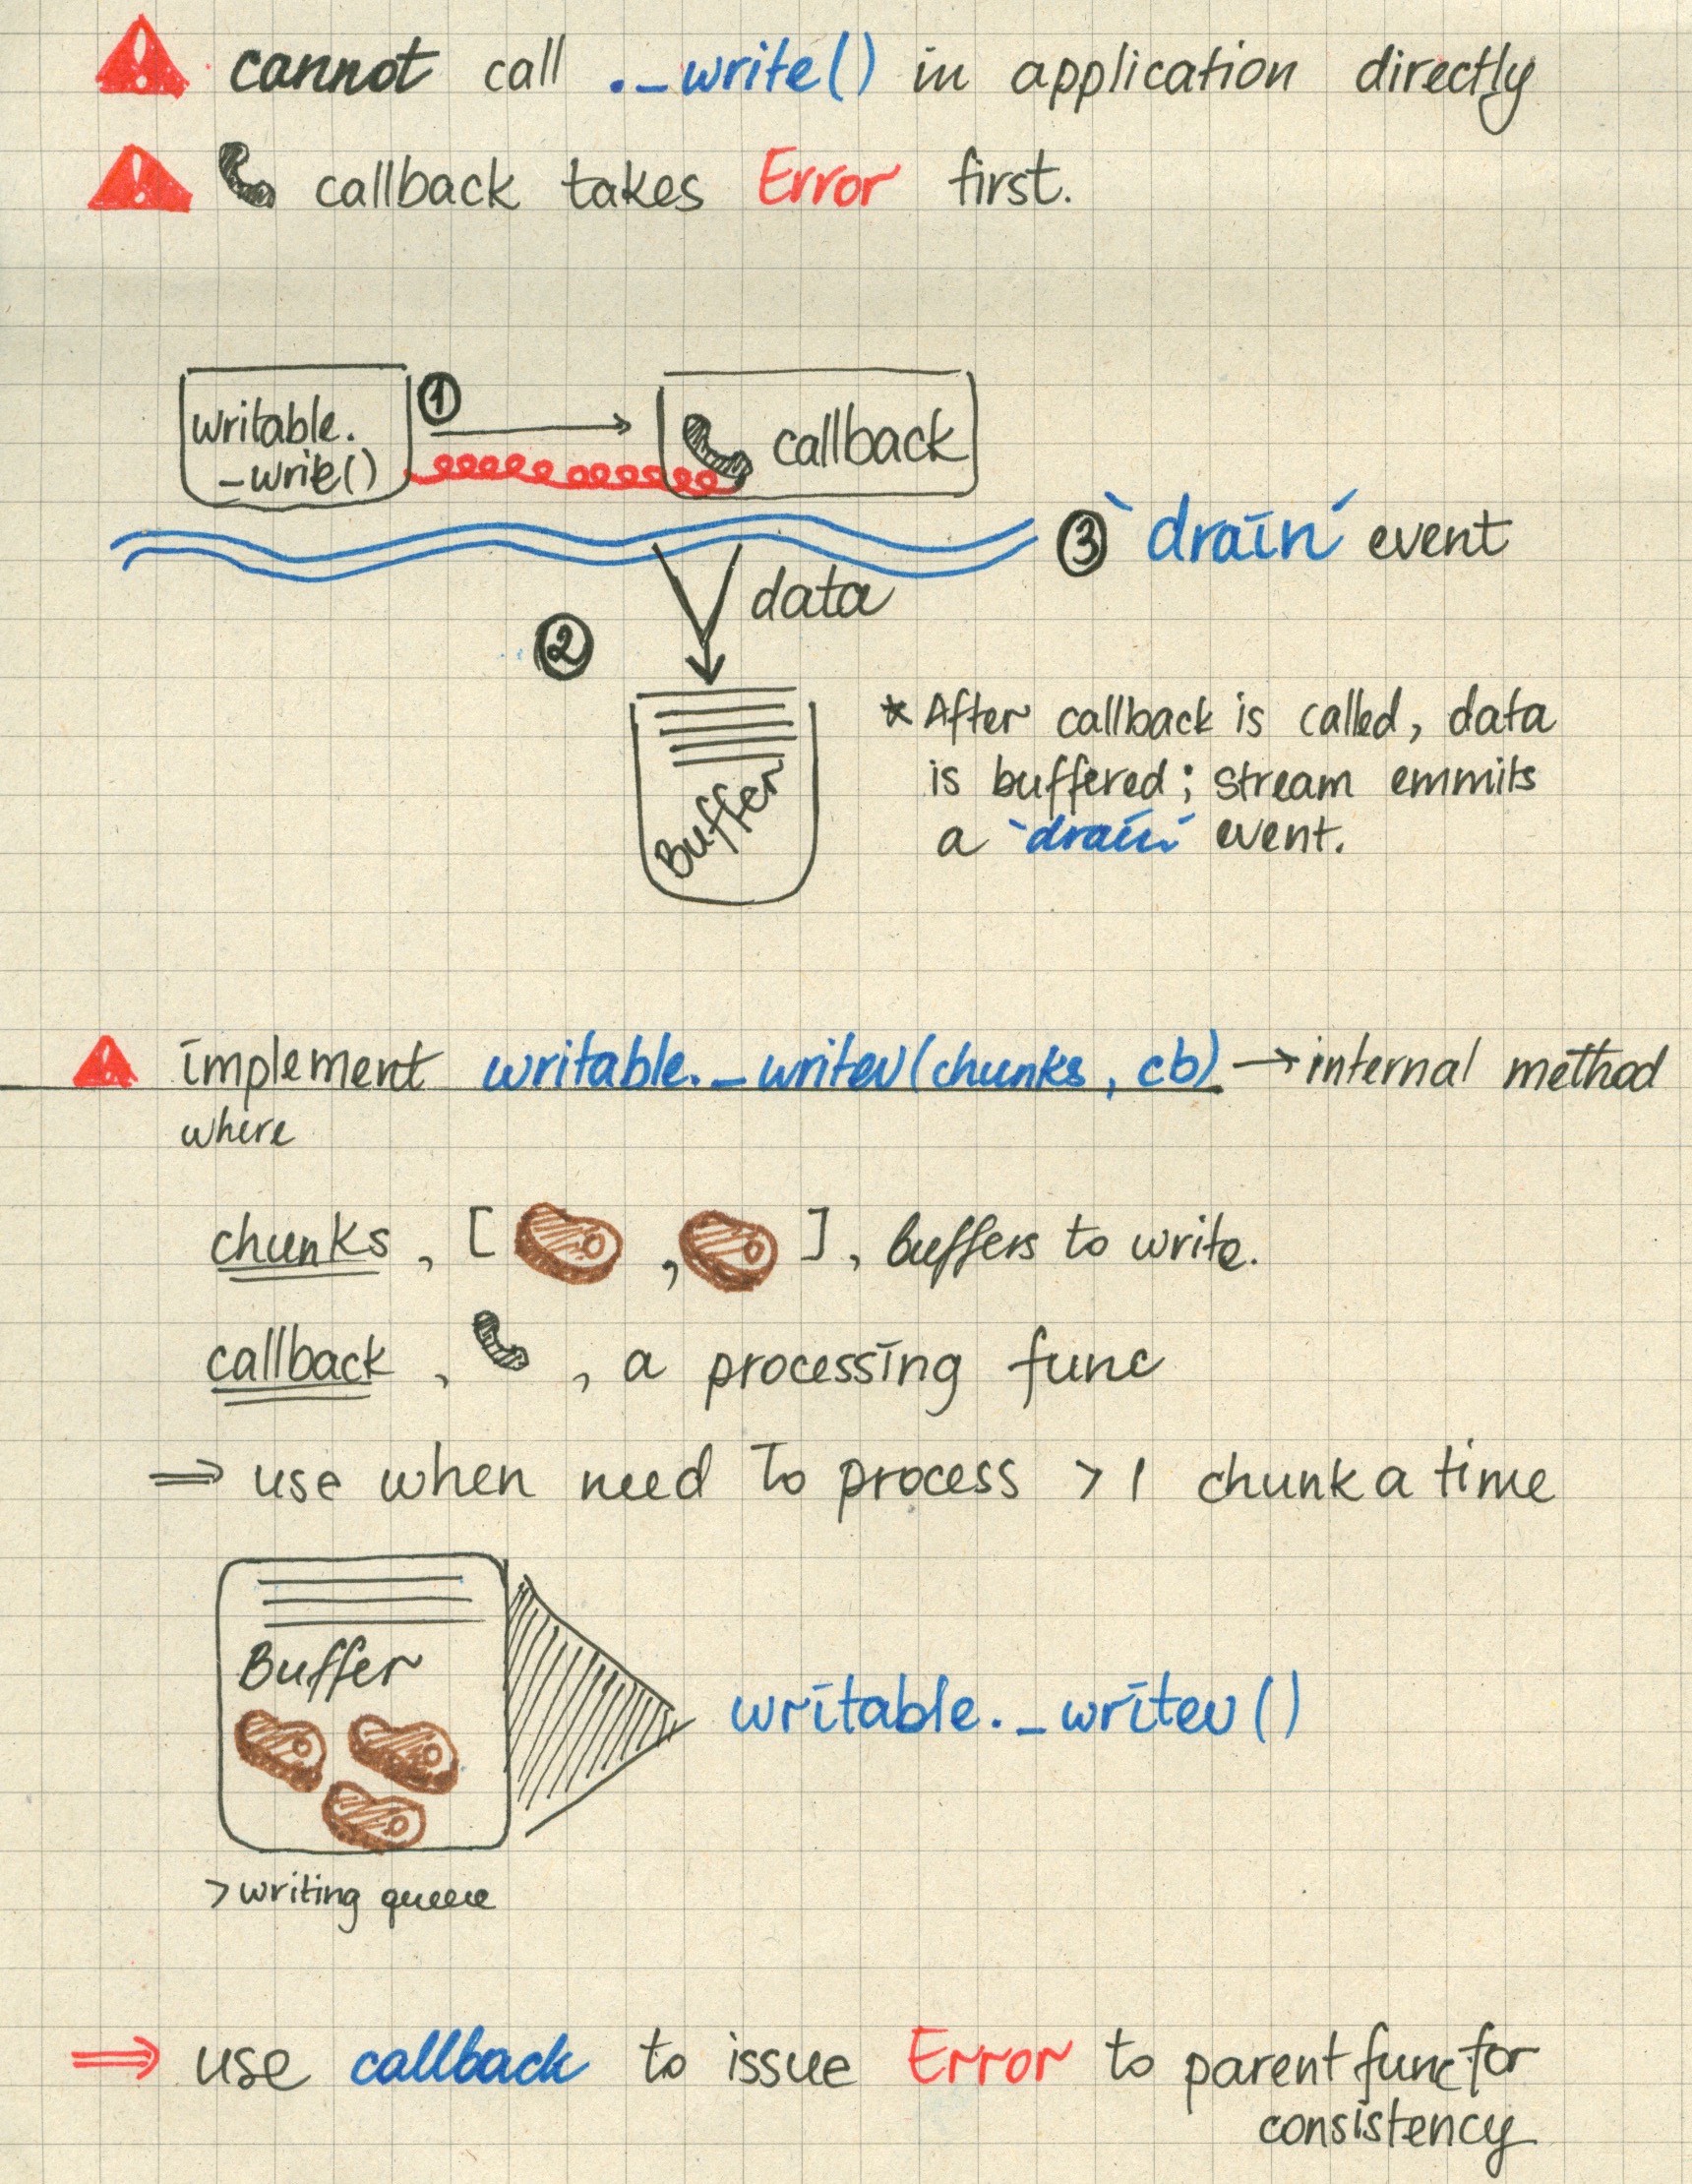 cannot call ._write() in application directly
callback takes Error first.
writable.
_write()
1
callback
3 `drain´ event
data
2
Buffer
* After callback is called, data
is buffered; stream emmits
a `drain´ event.
implement writable._writev(chunks, cb) → internal method
where
chunks, [ , ], buffers to write.
callback, , a processing func
⇒ use when need to process > 1 chunk a time
Buffer
writable._writev()
> writing queue
⇒ use callback to issue Error to parent func for
consistency